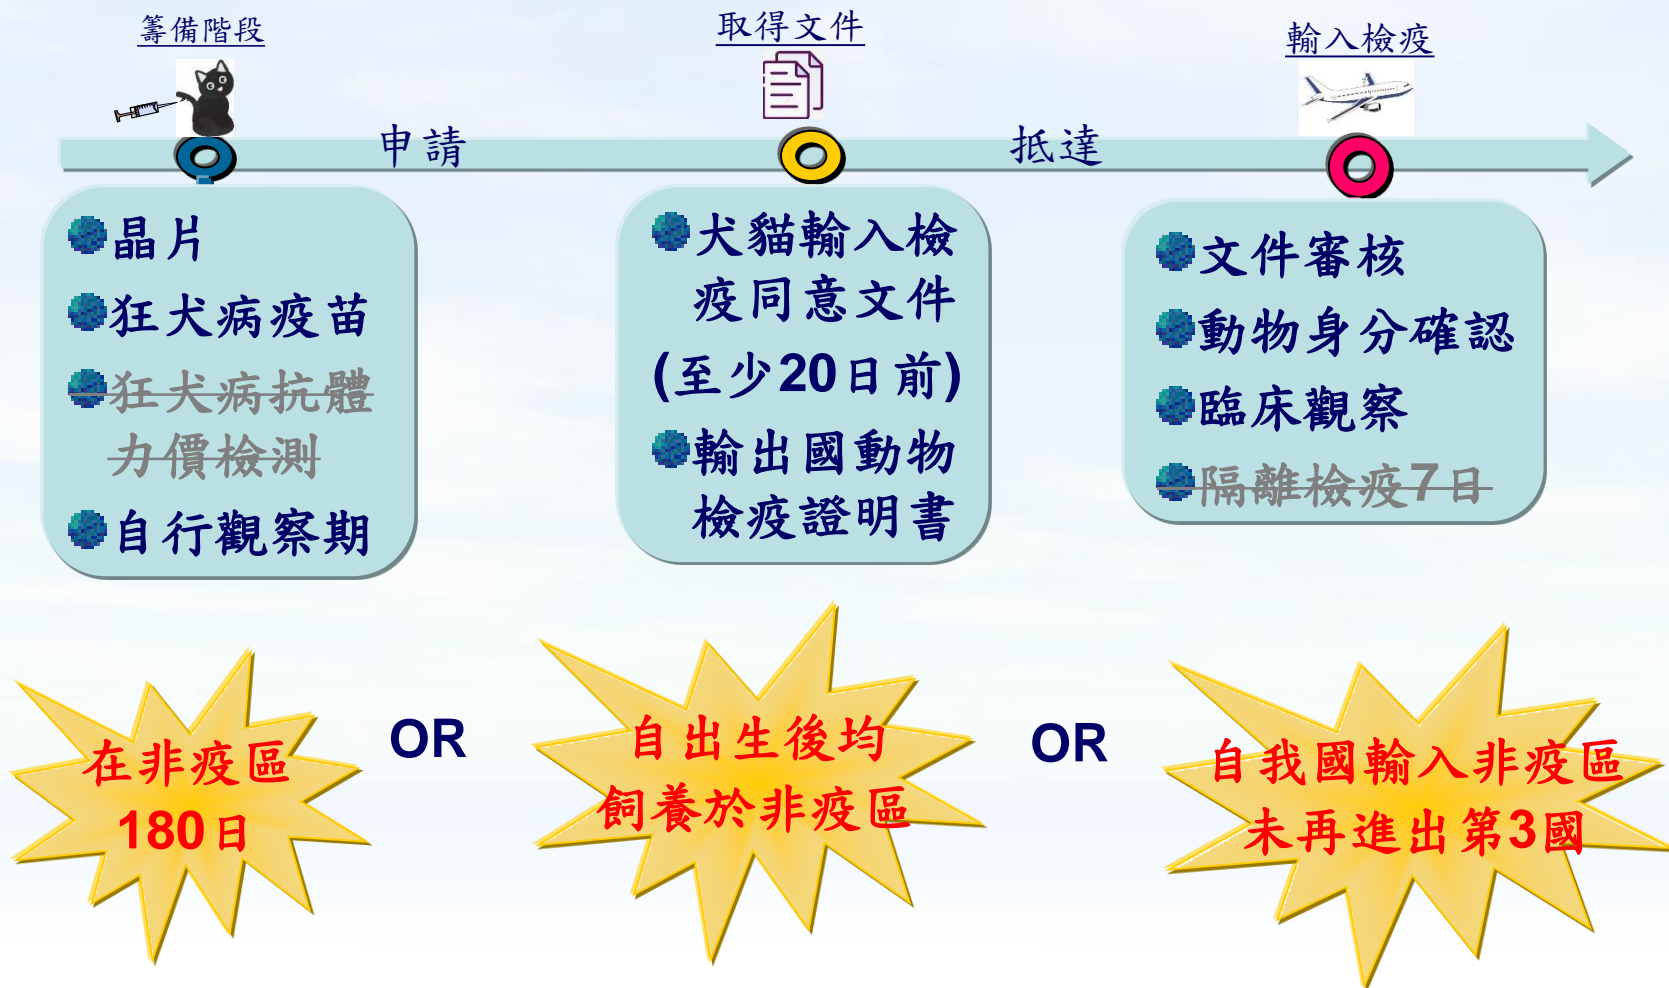 籌備階段
取得文件
輸入檢疫
申請
抵達
晶片
狂犬病疫苗
狂犬病抗體
力價檢測
自行觀察期
犬貓輸入檢
疫同意文件
(至少20日前)
輸出國動物
檢疫證明書
文件審核
動物身分確認
臨床觀察
隔離檢疫7日
在非疫區
180日
OR
自出生後均
飼養於非疫區
OR
自我國輸入非疫區
未再進出第3國